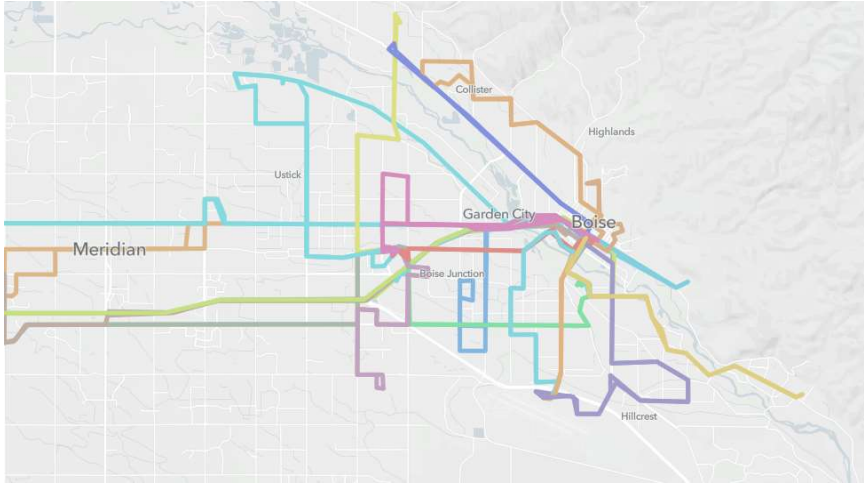 Collister
Highlands
Ustick
Garden City
Boise
Meridian
Boise Junction
Hillcrest